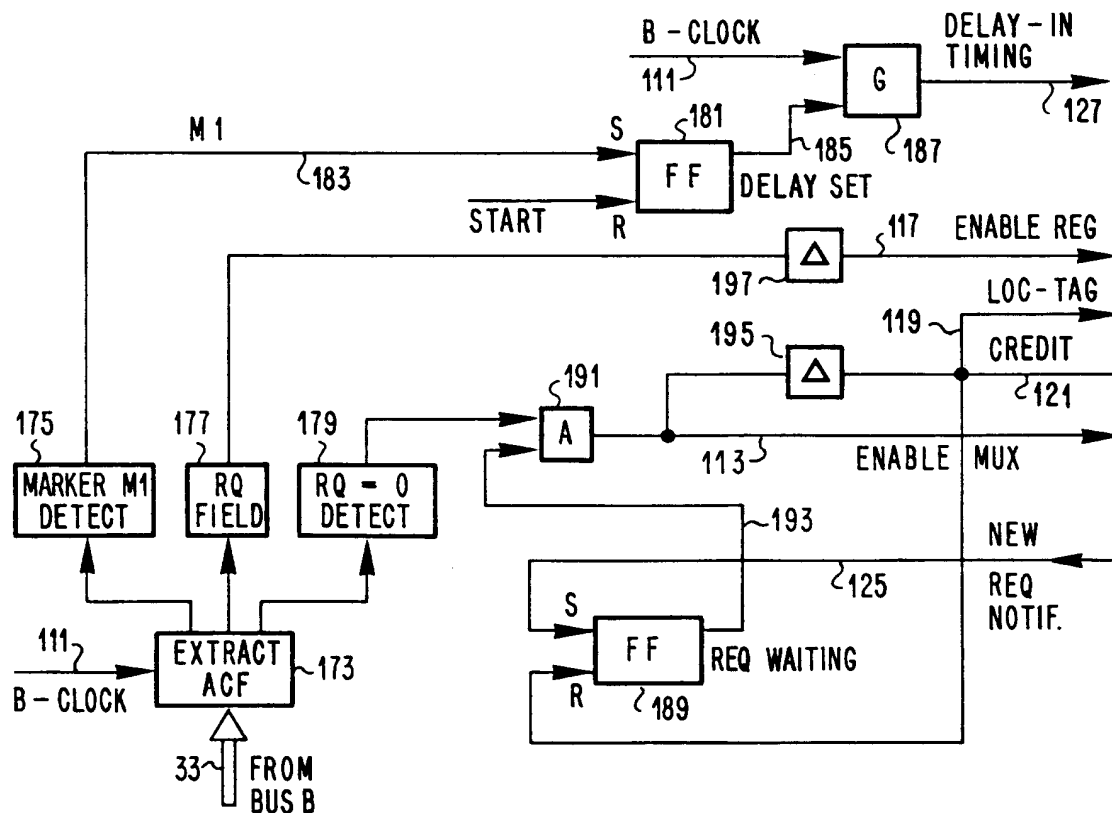 B-CLOCK
111
G
187
DELAY-IN
TIMING
127
M1
183
S
181
FF
185
DELAY SET
START
R
197
Δ
117
ENABLE REG
LOC-TAG
119
195
Δ
CREDIT
121
191
A
113
ENABLE MUX
175
MARKER M1
DETECT
177
RQ
FIELD
179
RQ = 0
DETECT
193
NEW
125
REQ
NOTIF.
S
FF
REQ WAITING
R
189
111
B-CLOCK
EXTRACT
ACF
173
33
FROM
BUS B